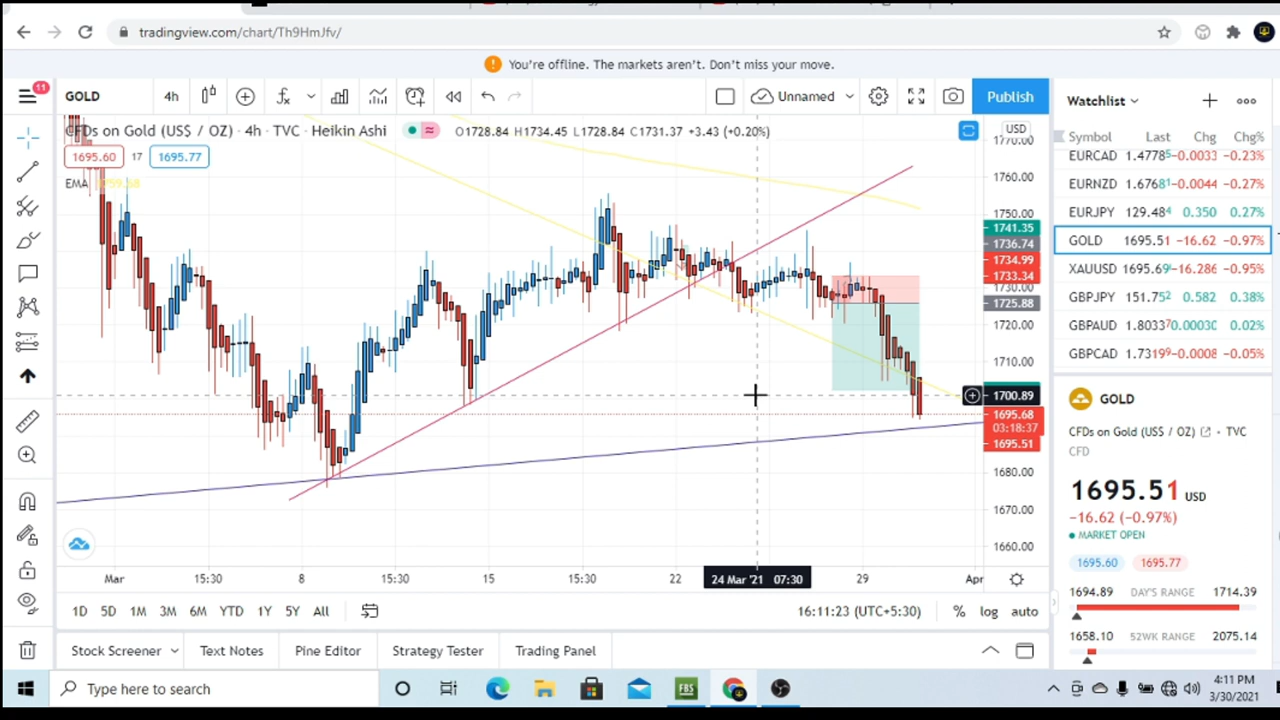 tradingview.com/chart/Th9HmJfv/
You're offline. The markets aren't. Don't miss your move.
11
GOLD 4h Unnamed Publish
Watchlist
CFDs on Gold (US$ / OZ) · 4h · TVC · Heikin Ashi O1728.84 H1734.45 L1728.84 C1731.37 +3.43 (+0.20%)
1695.60 17 1695.77
EMA
USD
1770.00
1760.00
1750.00
1741.35
1736.74
1734.99
1733.34
1730.00
1725.88
1720.00
1710.00
1700.89
1695.68
03:18:37
1695.51
1680.00
1670.00
1660.00
Mar 15:30 8 15:30 15 15:30 22 24 Mar '21 07:30 29 Apr
1D 5D 1M 3M 6M YTD 1Y 5Y All 16:11:23 (UTC+5:30) % log auto
Stock Screener Text Notes Pine Editor Strategy Tester Trading Panel
Symbol Last Chg Chg%
EURCAD 1.47785 -0.0033 -0.23%
EURNZD 1.67681 -0.0044 -0.27%
EURJPY 129.484 0.350 0.27%
GOLD 1695.51 -16.62 -0.97%
XAUUSD 1695.69 -16.286 -0.95%
GBPJPY 151.752 0.582 0.38%
GBPAUD 1.80337 0.00030 0.02%
GBPCAD 1.73199 -0.0008 -0.05%
GOLD
CFDs on Gold (US$ / OZ) · TVC
CFD
1695.51 USD
−16.62 (−0.97%)
MARKET OPEN
1695.60 1695.77
1694.89 DAY'S RANGE 1714.39
1658.10 52WK RANGE 2075.14
Type here to search
FBS
4:11 PM
3/30/2021